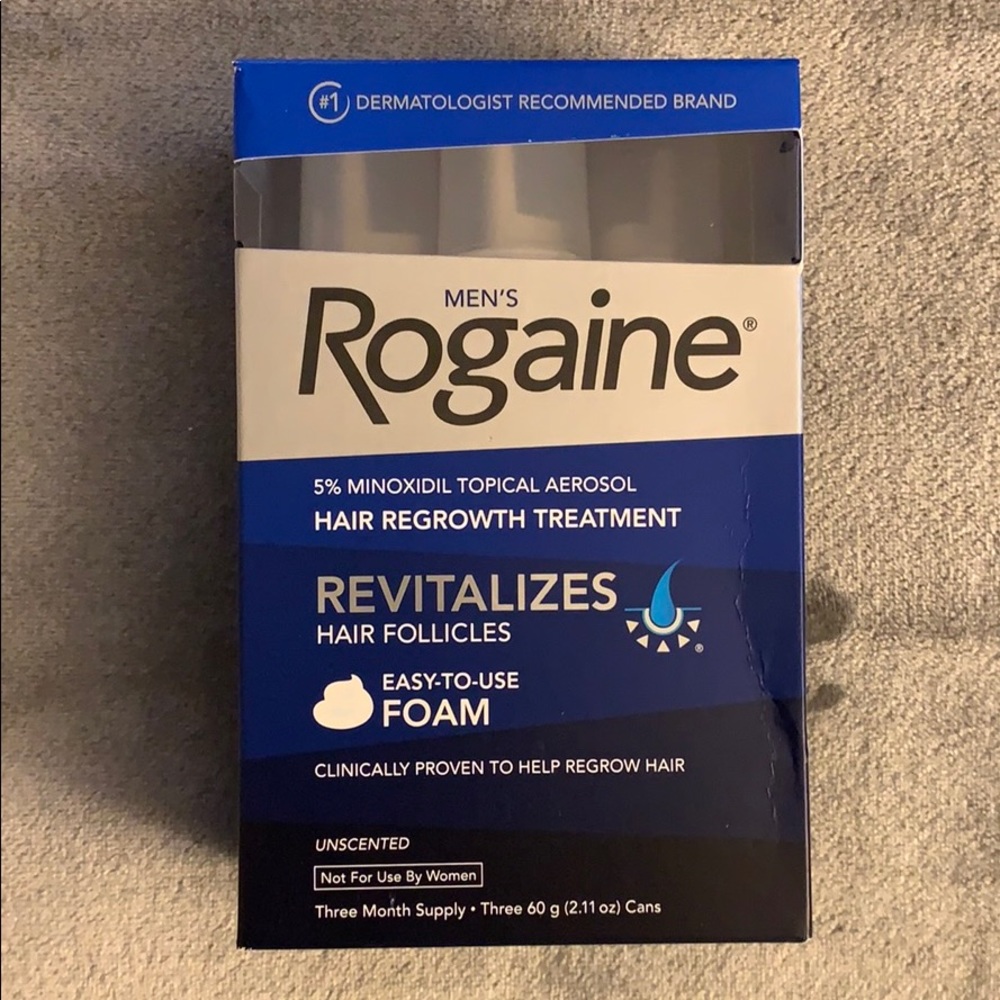 #1 DERMATOLOGIST RECOMMENDED BRAND
MEN'S
Rogaine®
5% MINOXIDIL TOPICAL AEROSOL
HAIR REGROWTH TREATMENT
REVITALIZES
HAIR FOLLICLES
®
EASY-TO-USE
FOAM
CLINICALLY PROVEN TO HELP REGROW HAIR
UNSCENTED
Not For Use By Women
Three Month Supply • Three 60 g (2.11 oz) Cans